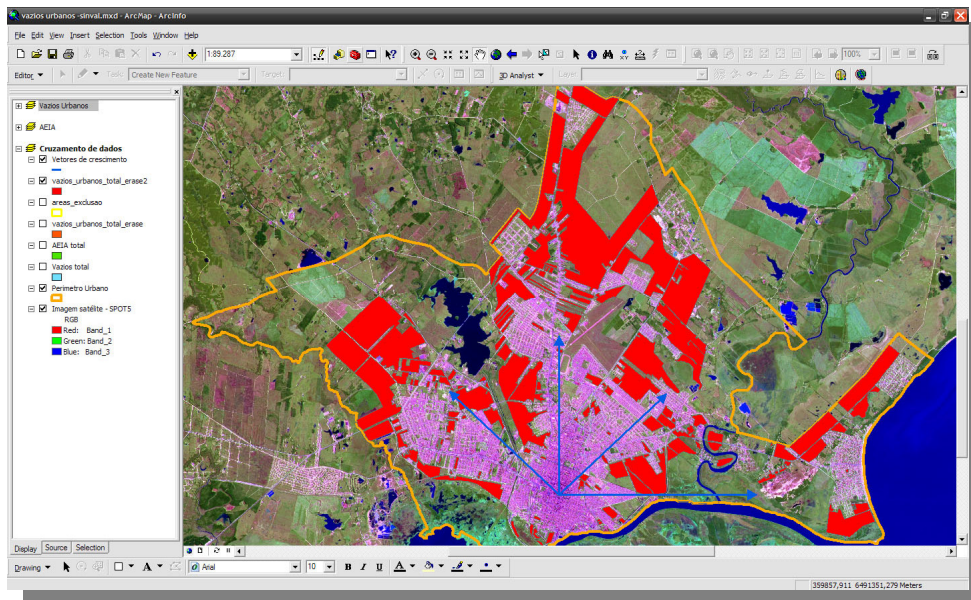 vazios urbanos -sinval.mxd - ArcMap - ArcInfo
File Edit View Insert Selection Tools Window Help
1:89.287
100%
Editor Task: Create New Feature Target: 3D Analyst Layer:
Vazios Urbanos
AEIA
Cruzamento de dados
Vetores de crescimento
vazios_urbanos_total_erase2
areas_exclusao
vazios_urbanos_total_erase
AEIA total
Vazios total
Perimetro Urbano
Imagem satélite - SPOT5
RGB
Red: Band_1
Green: Band_2
Blue: Band_3
Display Source Selection
Drawing A Arial 10 B I U A
359857,911 6491351,279 Meters